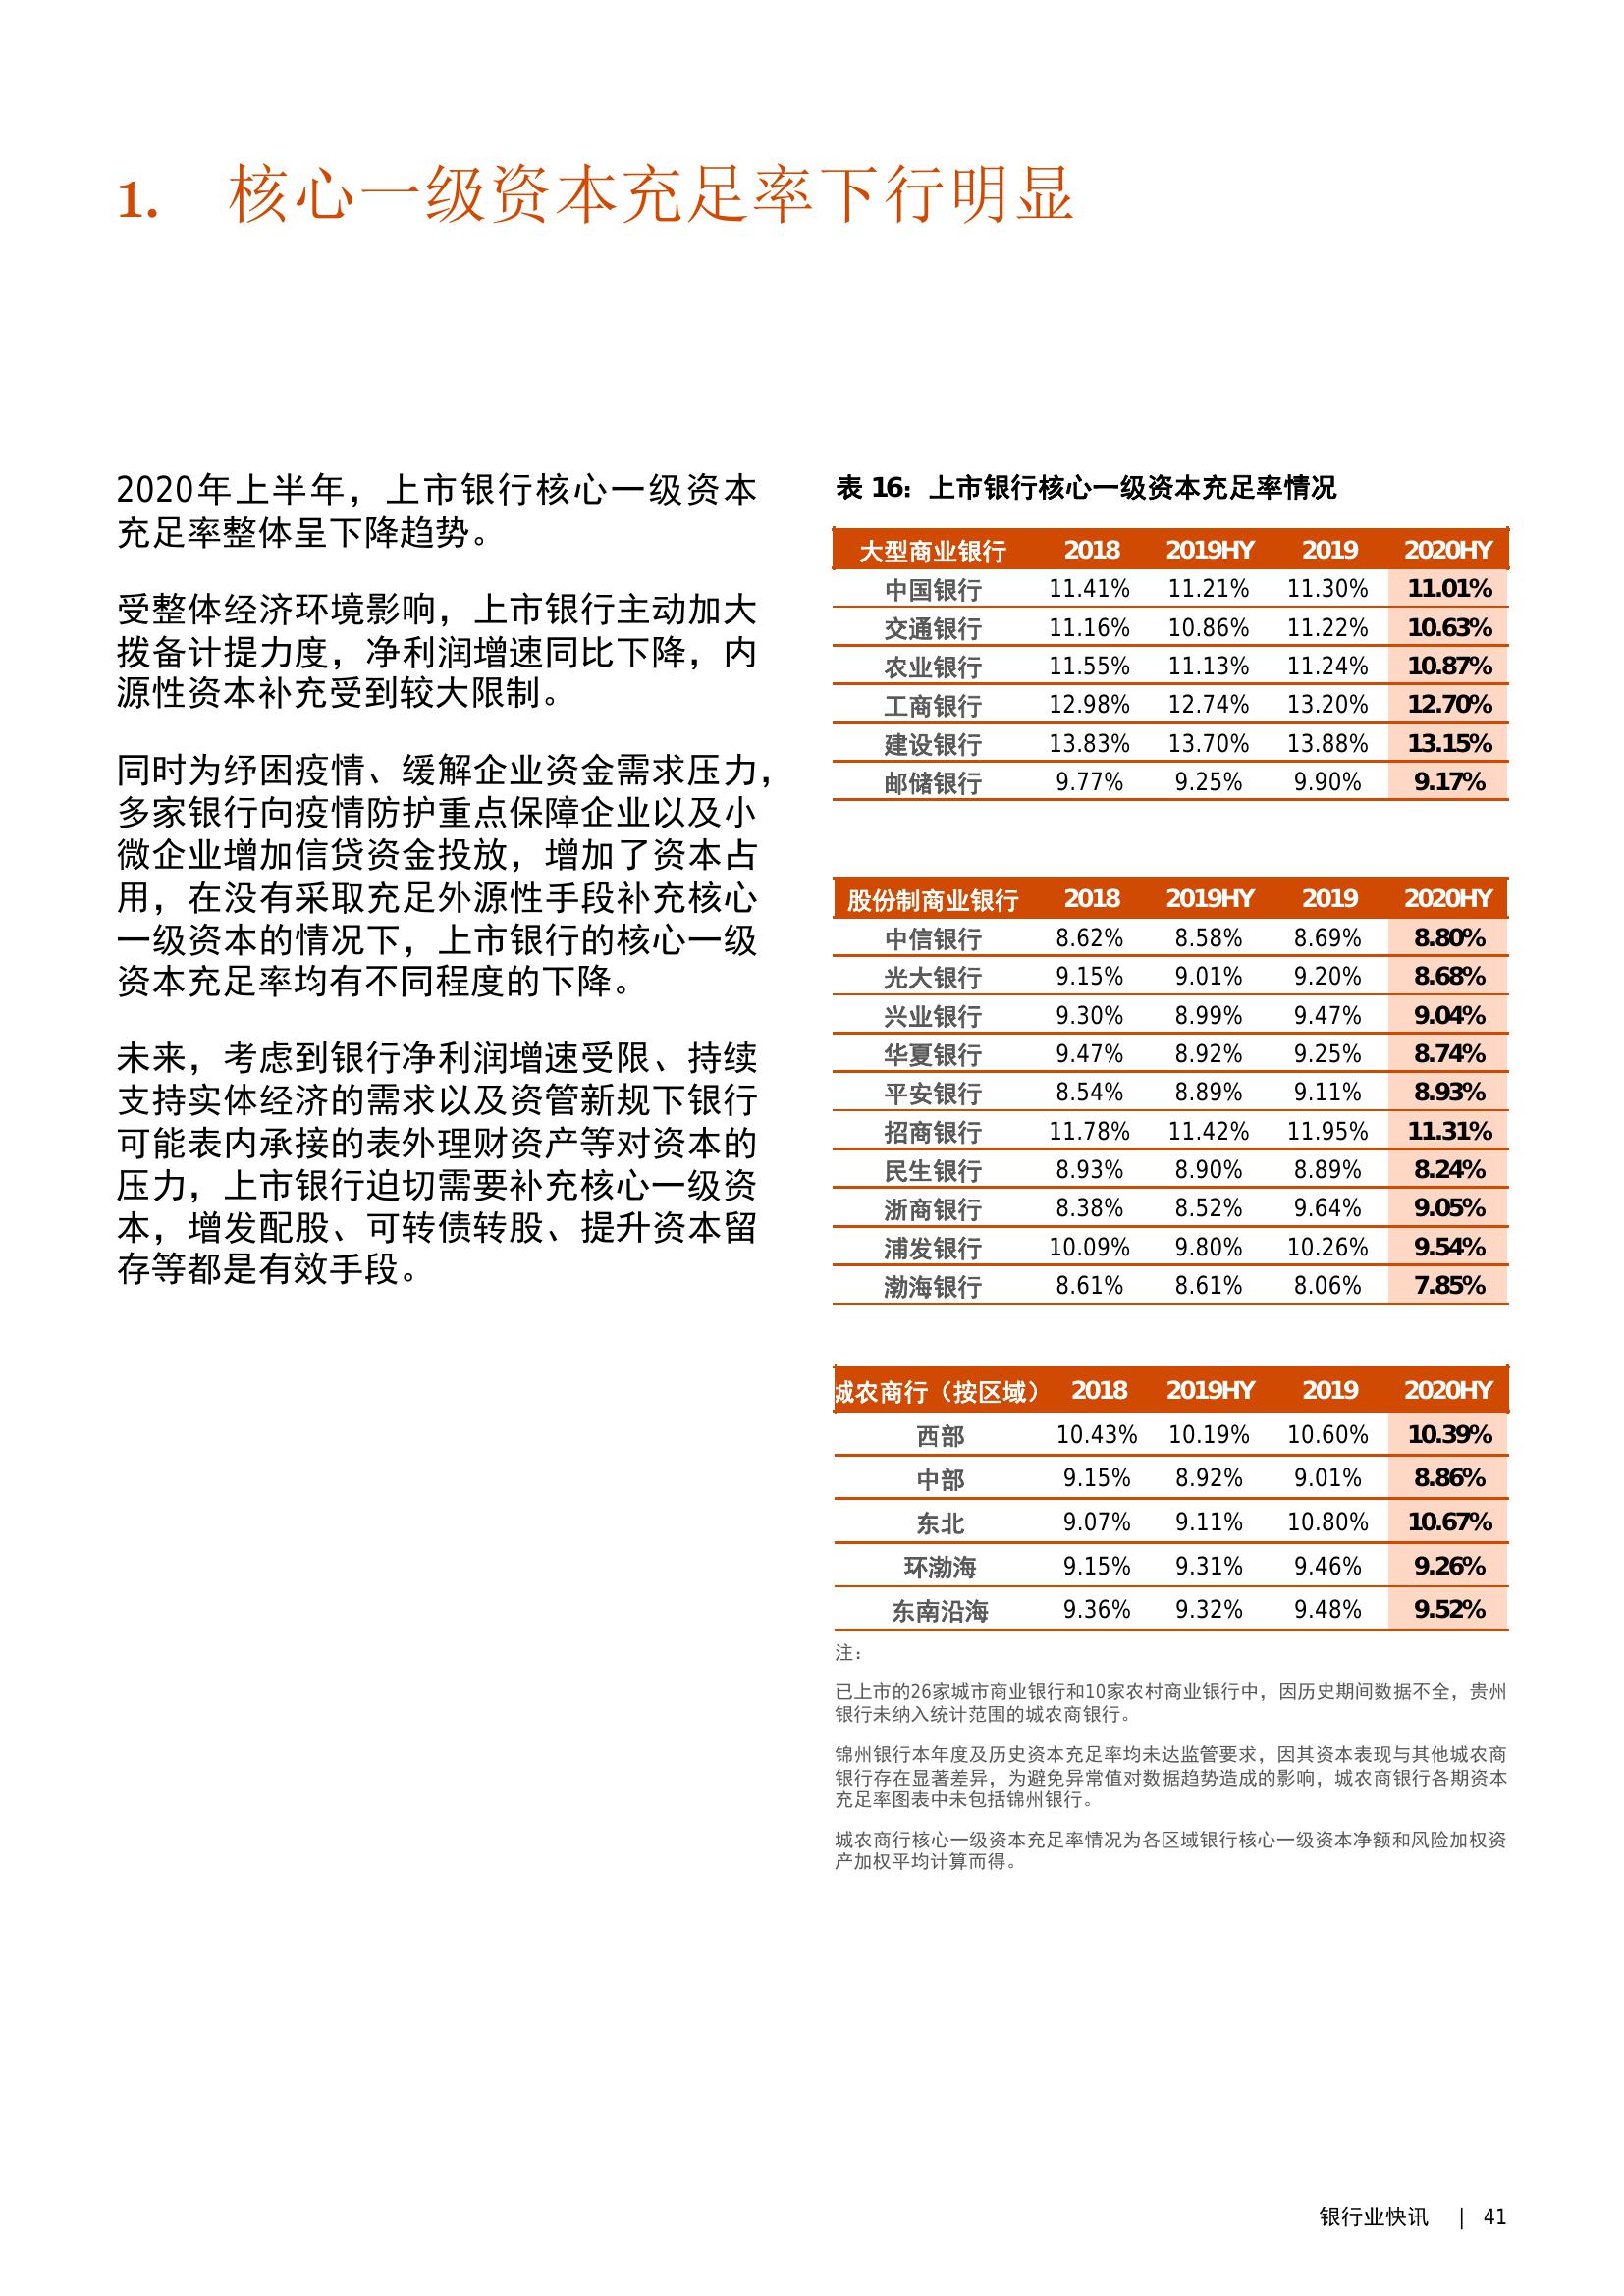 1. 核心一级资本充足率下行明显
2020年上半年，上市银行核心一级资本
充足率整体呈下降趋势。
受整体经济环境影响，上市银行主动加大
拨备计提力度，净利润增速同比下降，内
源性资本补充受到较大限制。
同时为纾困疫情、缓解企业资金需求压力，
多家银行向疫情防护重点保障企业以及小
微企业增加信贷资金投放，增加了资本占
用，在没有采取充足外源性手段补充核心
一级资本的情况下，上市银行的核心一级
资本充足率均有不同程度的下降。
未来，考虑到银行净利润增速受限、持续
支持实体经济的需求以及资管新规下银行
可能表内承接的表外理财资产等对资本的
压力，上市银行迫切需要补充核心一级资
本，增发配股、可转债转股、提升资本留
存等都是有效手段。
表 16：上市银行核心一级资本充足率情况
大型商业银行 2018 2019HY 2019 2020HY
中国银行 11.41% 11.21% 11.30% 11.01%
交通银行 11.16% 10.86% 11.22% 10.63%
农业银行 11.55% 11.13% 11.24% 10.87%
工商银行 12.98% 12.74% 13.20% 12.70%
建设银行 13.83% 13.70% 13.88% 13.15%
邮储银行 9.77% 9.25% 9.90% 9.17%
股份制商业银行 2018 2019HY 2019 2020HY
中信银行 8.62% 8.58% 8.69% 8.80%
光大银行 9.15% 9.01% 9.20% 8.68%
兴业银行 9.30% 8.99% 9.47% 9.04%
华夏银行 9.47% 8.92% 9.25% 8.74%
平安银行 8.54% 8.89% 9.11% 8.93%
招商银行 11.78% 11.42% 11.95% 11.31%
民生银行 8.93% 8.90% 8.89% 8.24%
浙商银行 8.38% 8.52% 9.64% 9.05%
浦发银行 10.09% 9.80% 10.26% 9.54%
渤海银行 8.61% 8.61% 8.06% 7.85%
城农商行（按区域） 2018 2019HY 2019 2020HY
西部 10.43% 10.19% 10.60% 10.39%
中部 9.15% 8.92% 9.01% 8.86%
东北 9.07% 9.11% 10.80% 10.67%
环渤海 9.15% 9.31% 9.46% 9.26%
东南沿海 9.36% 9.32% 9.48% 9.52%
注：
已上市的26家城市商业银行和10家农村商业银行中，因历史期间数据不全，贵州
银行未纳入统计范围的城农商银行。
锦州银行本年度及历史资本充足率均未达监管要求，因其资本表现与其他城农商
银行存在显著差异，为避免异常值对数据趋势造成的影响，城农商银行各期资本
充足率图表中未包括锦州银行。
城农商行核心一级资本充足率情况为各区域银行核心一级资本净额和风险加权资
产加权平均计算而得。
银行业快讯 | 41